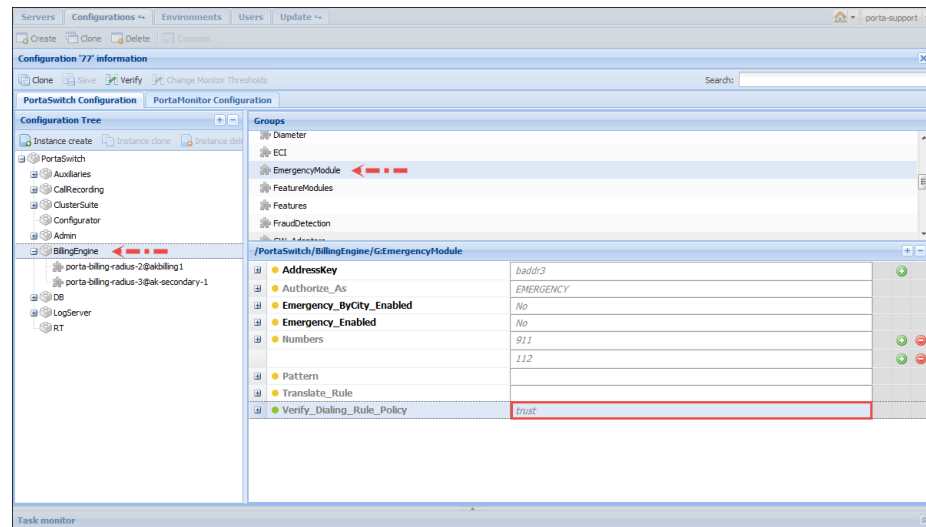 Servers Configurations Environments Users Update porta-support
Create Clone Delete Compare
Configuration '77' information
Clone Save Verify Change Monitor Thresholds Search:
PortaSwitch Configuration PortaMonitor Configuration
Configuration Tree
Instance create Instance clone Instance dele
PortaSwitch
Auxiliaries
CallRecording
ClusterSuite
Configurator
Admin
BillingEngine
porta-billing-radius-2@akbilling1
porta-billing-radius-3@ak-secondary-1
DB
LogServer
RT
Groups
Diameter
ECI
EmergencyModule
FeatureModules
Features
FraudDetection
/PortaSwitch/BillingEngine/G:EmergencyModule
AddressKey baddr3
Authorize_As EMERGENCY
Emergency_ByCity_Enabled No
Emergency_Enabled No
Numbers 911
112
Pattern
Translate_Rule
Verify_Dialing_Rule_Policy trust
Task monitor